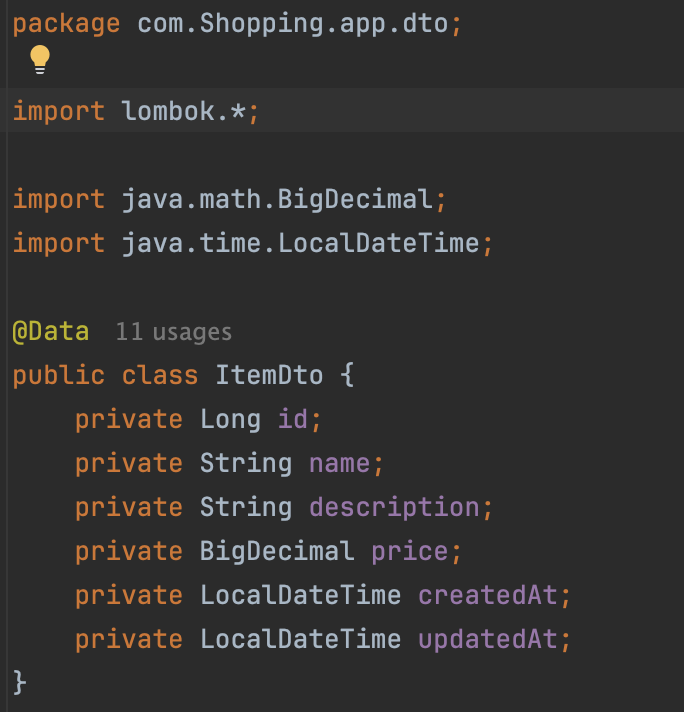 package com.Shopping.app.dto;
import lombok.*;
import java.math.BigDecimal;
import java.time.LocalDateTime;
@Data 11 usages
public class ItemDto {
    private Long id;
    private String name;
    private String description;
    private BigDecimal price;
    private LocalDateTime createdAt;
    private LocalDateTime updatedAt;
}